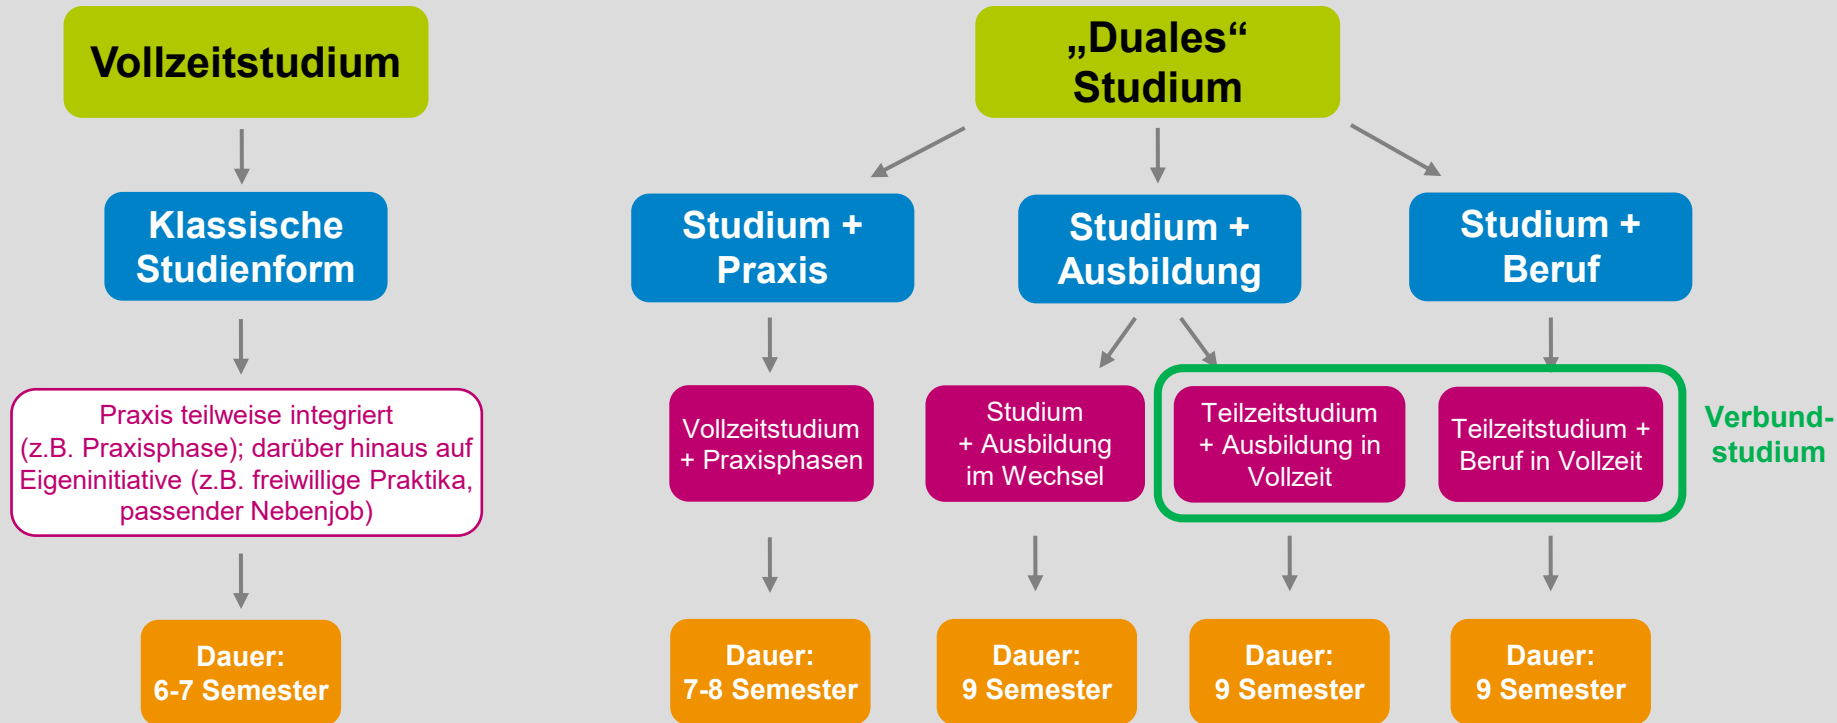 Vollzeitstudium
„Duales“
Studium
Klassische
Studienform
Studium +
Praxis
Studium +
Ausbildung
Studium +
Beruf
Praxis teilweise integriert
(z.B. Praxisphase); darüber hinaus auf
Eigeninitiative (z.B. freiwillige Praktika,
passender Nebenjob)
Vollzeitstudium
+ Praxisphasen
Studium
+ Ausbildung
im Wechsel
Teilzeitstudium
+ Ausbildung in
Vollzeit
Teilzeitstudium +
Beruf in Vollzeit
Verbund-
studium
Dauer:
6-7 Semester
Dauer:
7-8 Semester
Dauer:
9 Semester
Dauer:
9 Semester
Dauer:
9 Semester